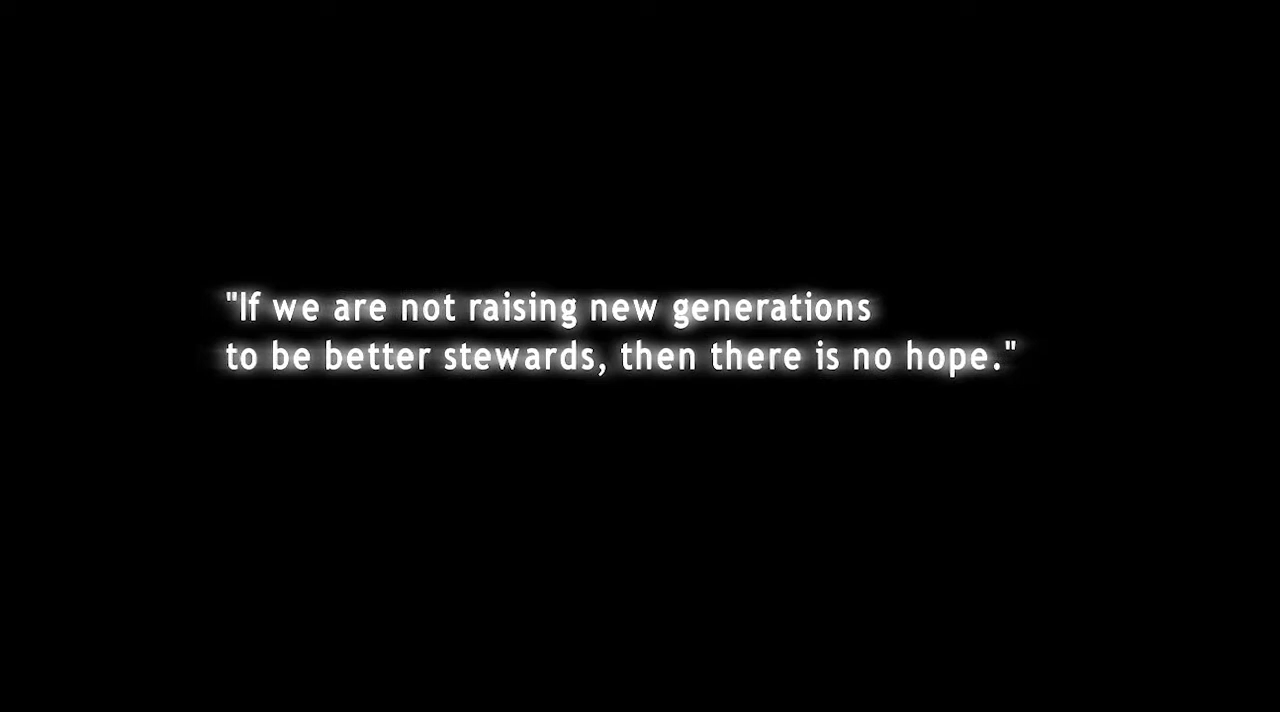 "If we are not raising new generations
to be better stewards, then there is no hope."